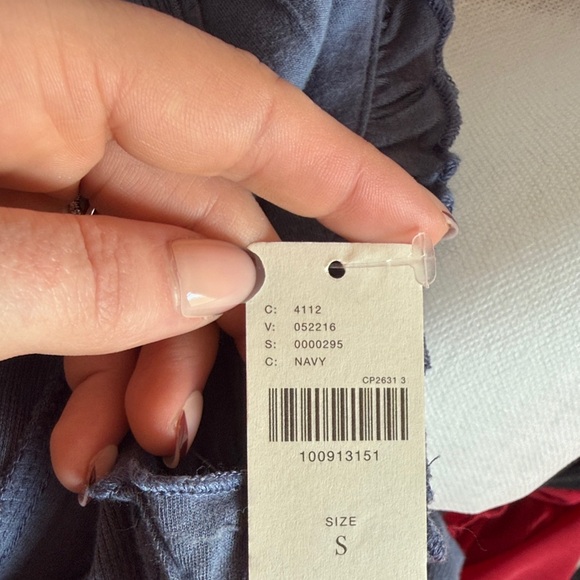 C: 4112
V: 052216
S: 0000295
C: NAVY
CP2631 3
100913151
SIZE
S